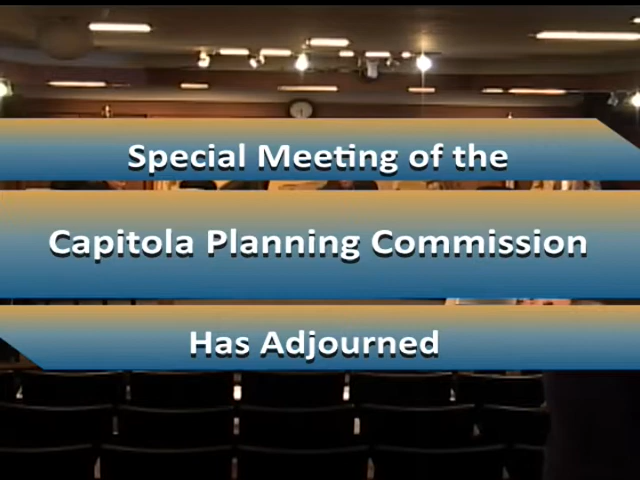 Special Meeting of the
Capitola Planning Commission
Has Adjourned